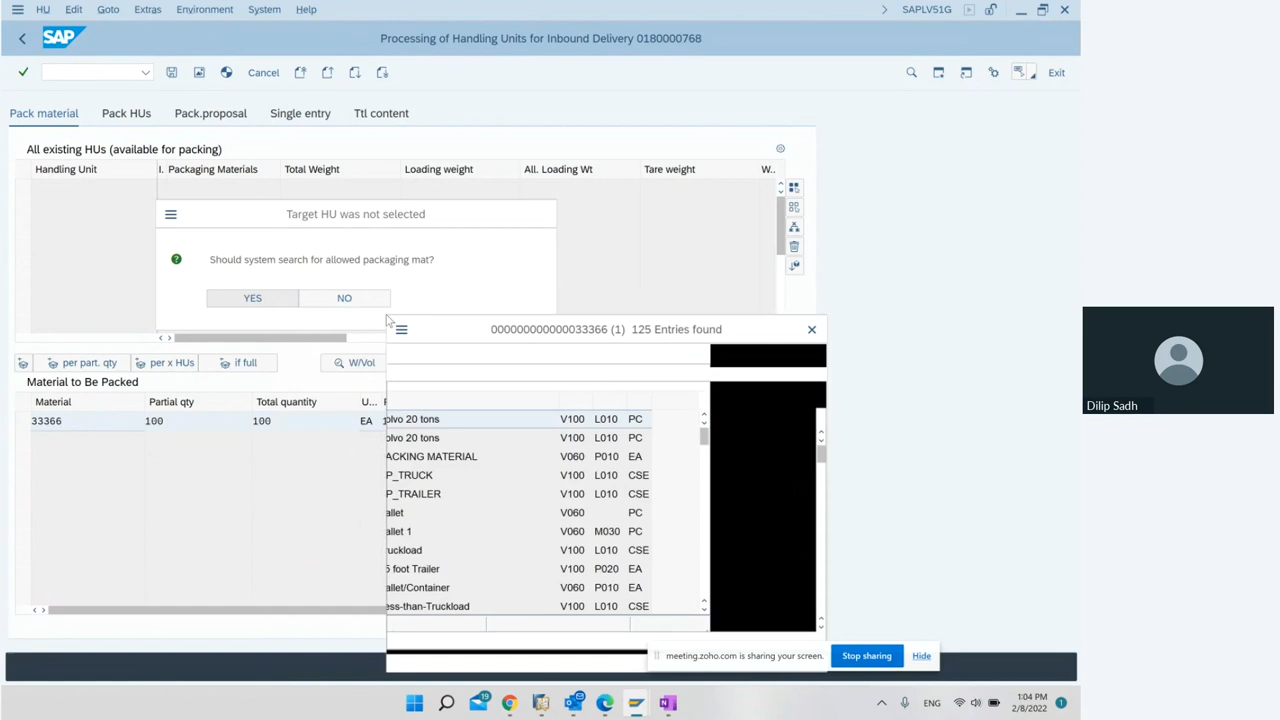 HU Edit Goto Extras Environment System Help SAPLV51G
SAP Processing of Handling Units for Inbound Delivery 0180000768
Cancel Exit
Pack material Pack HUs Pack.proposal Single entry Ttl content
All existing HUs (available for packing)
Handling Unit I. Packaging Materials Total Weight Loading weight All. Loading Wt Tare weight W..
Target HU was not selected
Should system search for allowed packaging mat?
YES NO
000000000000033366 (1) 125 Entries found
per part. qty per x HUs if full W/Vol
Material to Be Packed
Material Partial qty Total quantity U...
33366 100 100 EA
olvo 20 tons V100 L010 PC
olvo 20 tons V100 L010 PC
ACKING MATERIAL V060 P010 EA
P_TRUCK V100 L010 CSE
P_TRAILER V100 L010 CSE
allet V060 PC
allet 1 V060 M030 PC
ruckload V100 L010 CSE
5 foot Trailer V100 P020 EA
allet/Container V060 P010 EA
ess-than-Truckload V100 L010 CSE
Dilip Sadh
meeting.zoho.com is sharing your screen. Stop sharing Hide
19
ENG
1:04 PM
2/8/2022
1